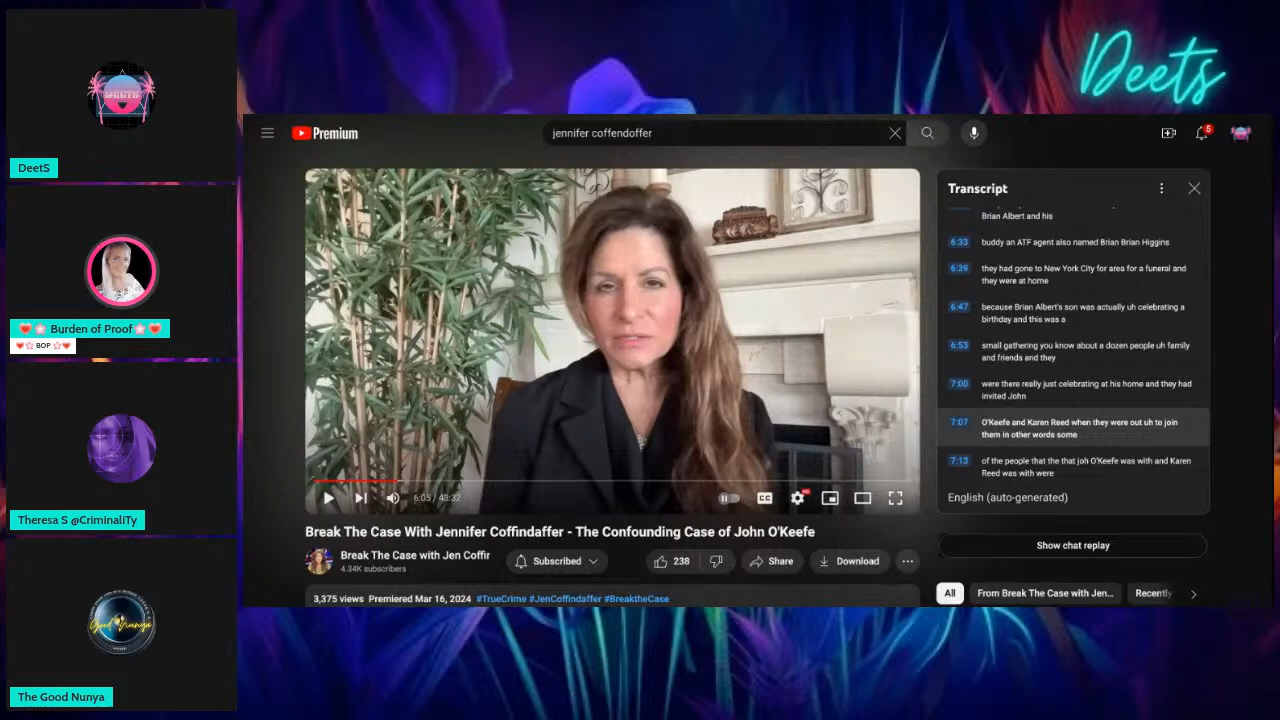 Deets
DEETS
DeetS
❤️🌸 Burden of Proof🌸❤️
❤️🌸 BOP 🌸❤️
Theresa S @CriminaliTy
Good Nunya
The Good Nunya
Premium
jennifer coffendoffer
5
Transcript
Brian Albert and his
6:33 buddy an ATF agent also named Brian Brian Higgins
6:39 they had gone to New York City for area for a funeral and
they were at home
6:47 because Brian Albert's son was actually uh celebrating a
birthday and this was a
6:53 small gathering you know about a dozen people uh family
and friends and they
7:00 were there really just celebrating at his home and they had
invited John
7:07 O'Keefe and Karen Reed when they were out uh to join
them in other words some
7:13 of the people that the that joh O'Keefe was with and Karen
Reed was with were
English (auto-generated)
6:05 / 43:32
CC
Break The Case With Jennifer Coffindaffer - The Confounding Case of John O'Keefe
Break The Case with Jen Coffir
4.34K subscribers
Subscribed
238
Share
Download
Show chat replay
3,375 views Premiered Mar 16, 2024 #TrueCrime #JenCoffindaffer #BreaktheCase
All
From Break The Case with Jen...
Recently